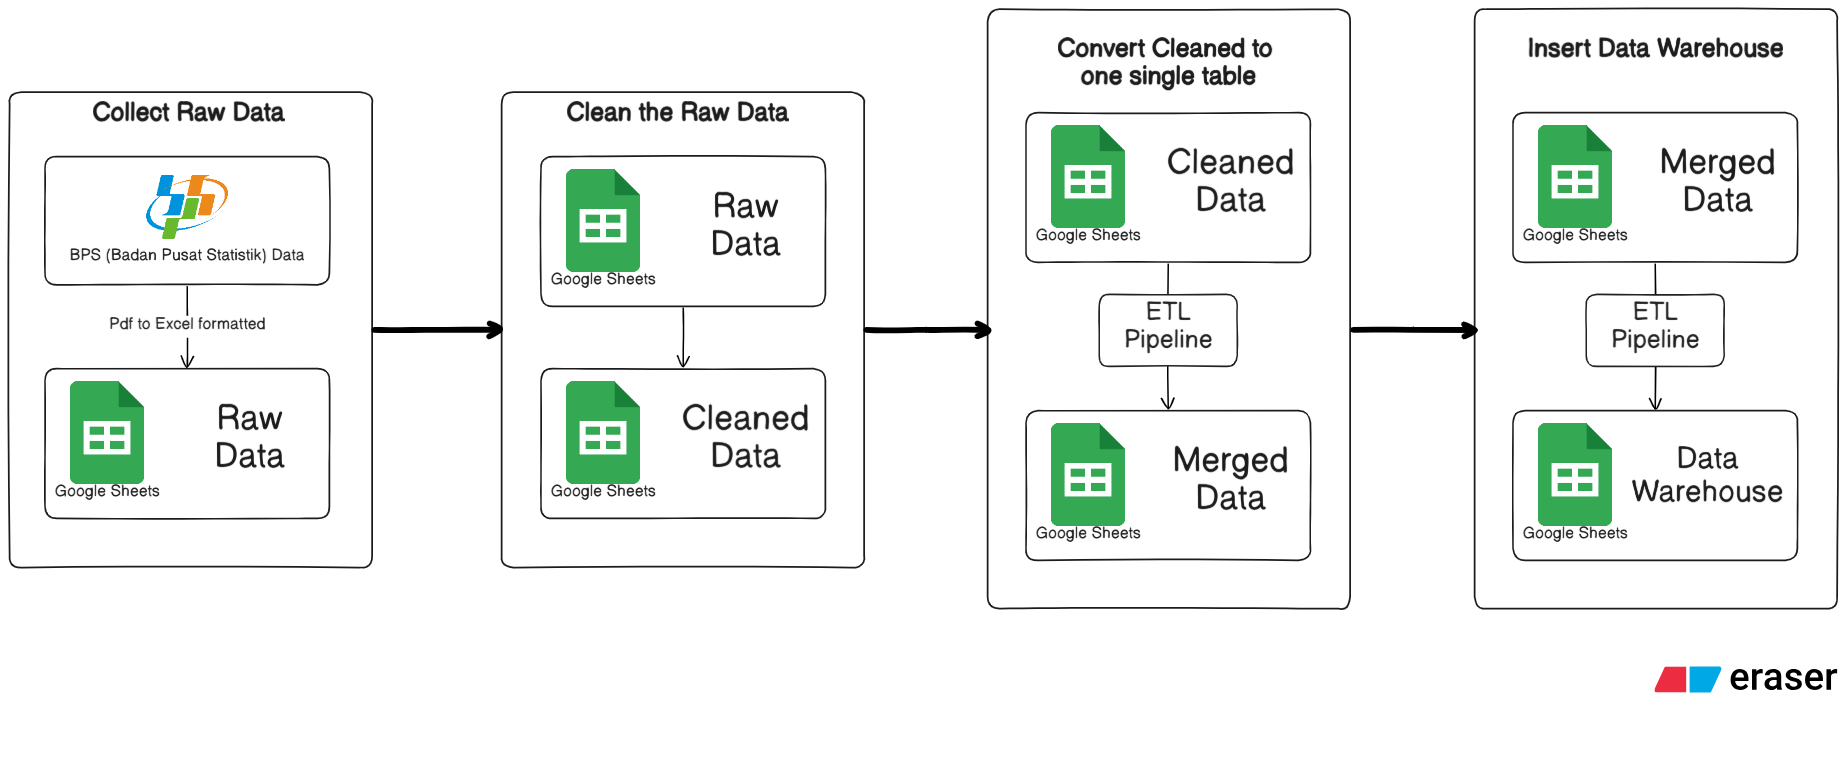 Collect Raw Data
BPS (Badan Pusat Statistik) Data
Pdf to Excel formatted
Raw
Data
Google Sheets
Clean the Raw Data
Raw
Data
Google Sheets
Cleaned
Data
Google Sheets
Convert Cleaned to
one single table
Cleaned
Data
Google Sheets
ETL
Pipeline
Merged
Data
Google Sheets
Insert Data Warehouse
Merged
Data
Google Sheets
ETL
Pipeline
Data
Warehouse
Google Sheets
eraser